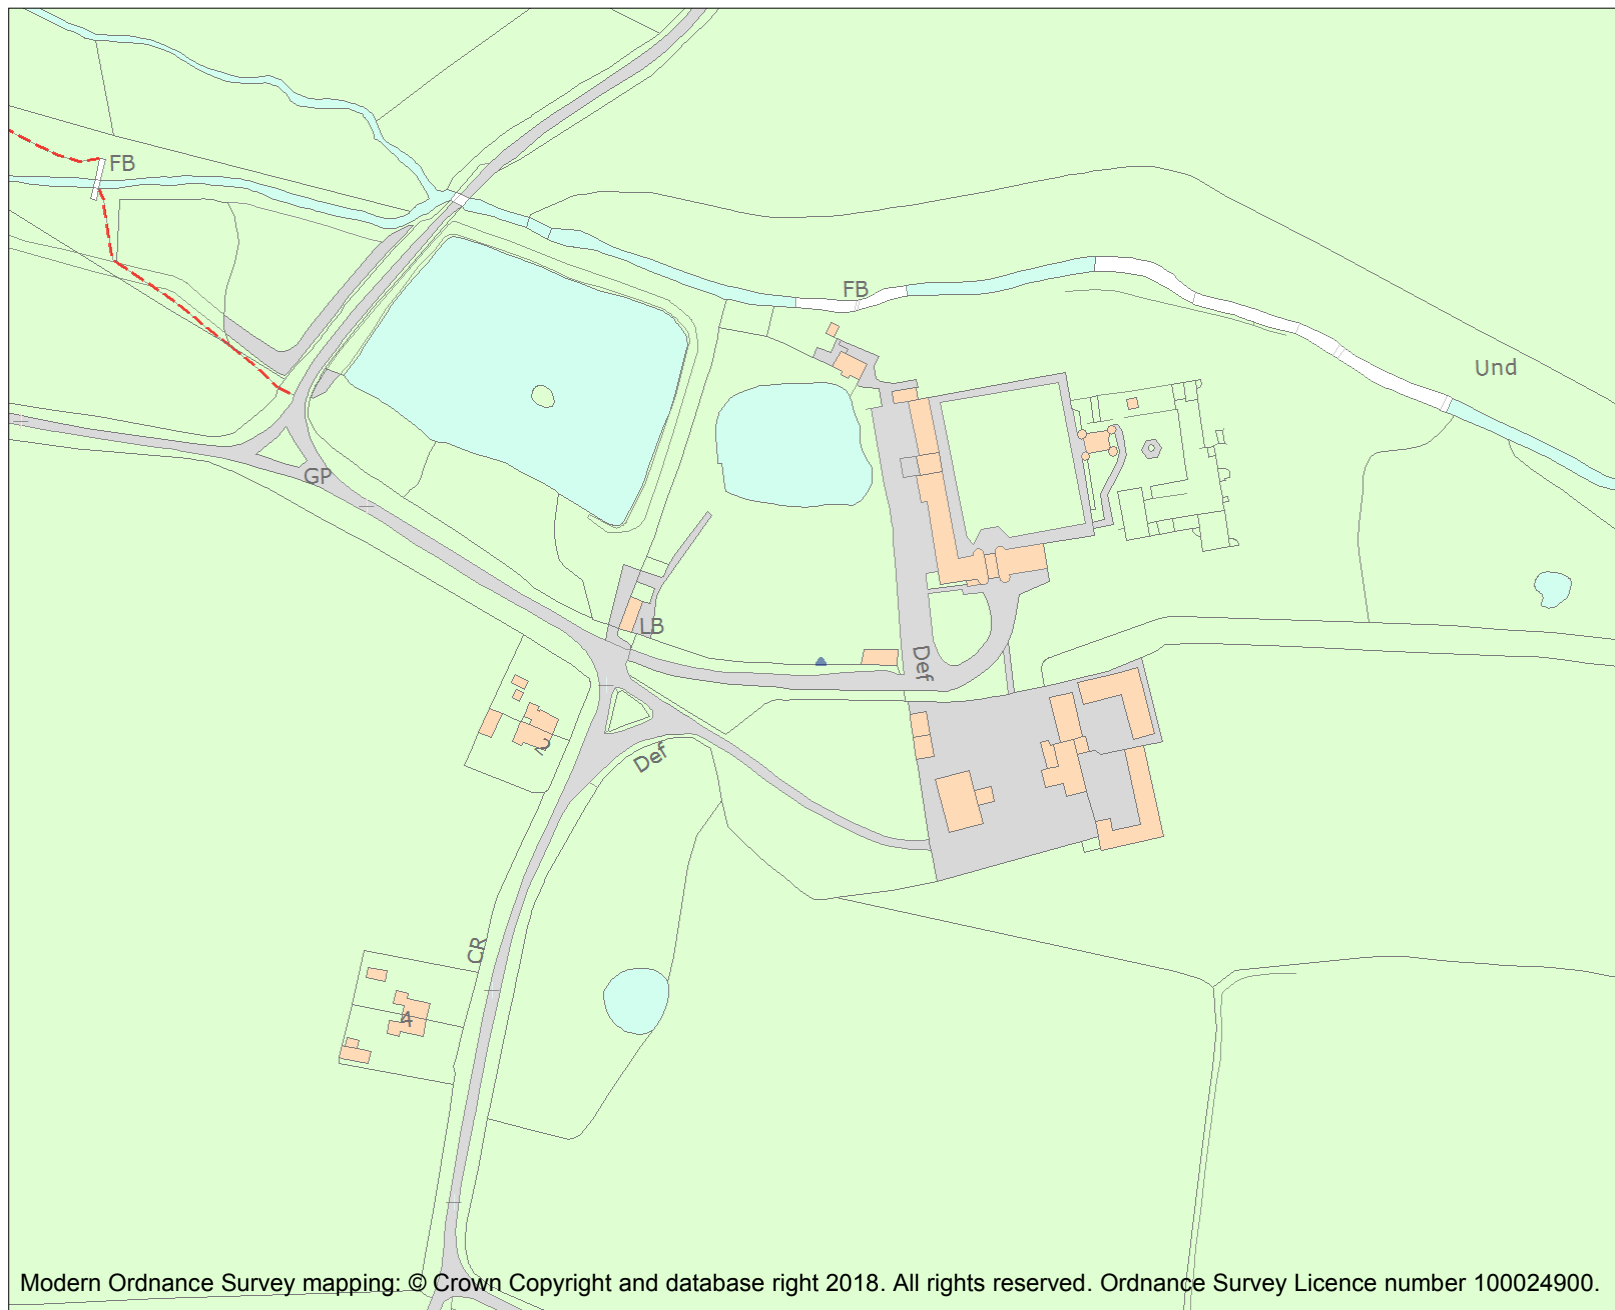 FB
FB
Und
GP
LB
Def
2
Def
CR
4
Modern Ordnance Survey mapping: © Crown Copyright and database right 2018. All rights reserved. Ordnance Survey Licence number 100024900.